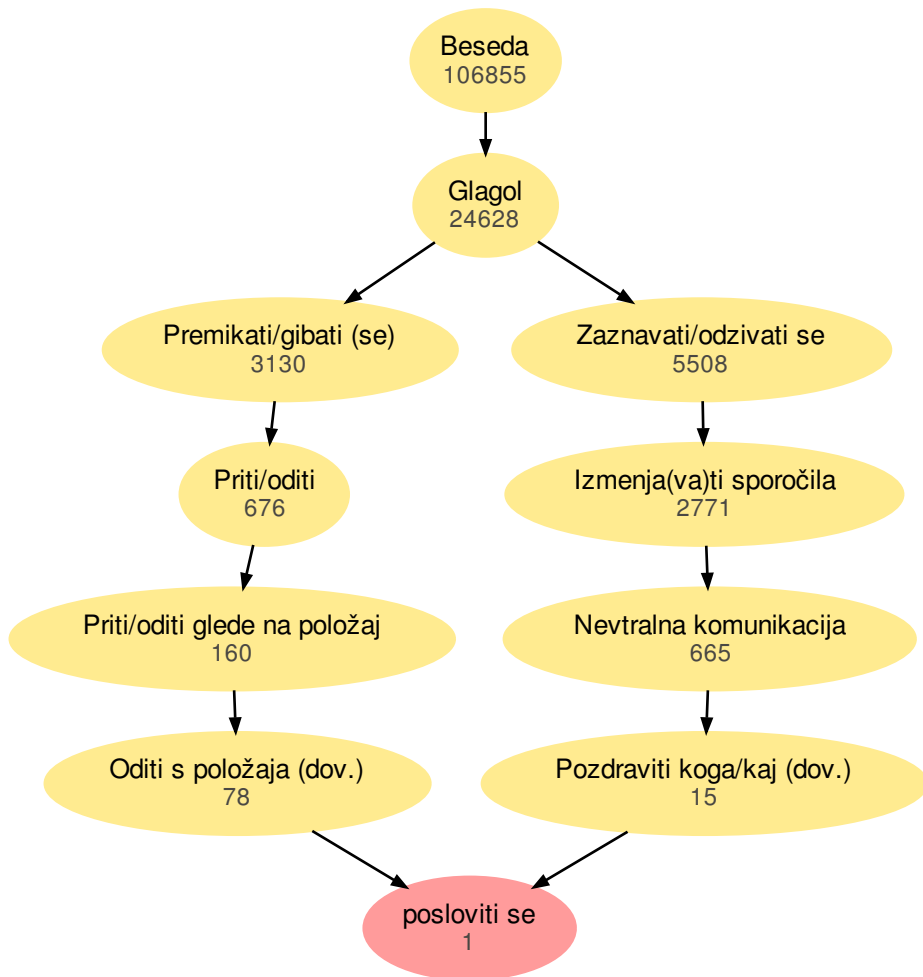 Beseda
106855
Glagol
24628
Premikati/gibati (se)
3130
Zaznavati/odzivati se
5508
Priti/oditi
676
Izmenja(va)ti sporočila
2771
Priti/oditi glede na položaj
160
Nevtralna komunikacija
665
Oditi s položaja (dov.)
78
Pozdraviti koga/kaj (dov.)
15
posloviti se
1